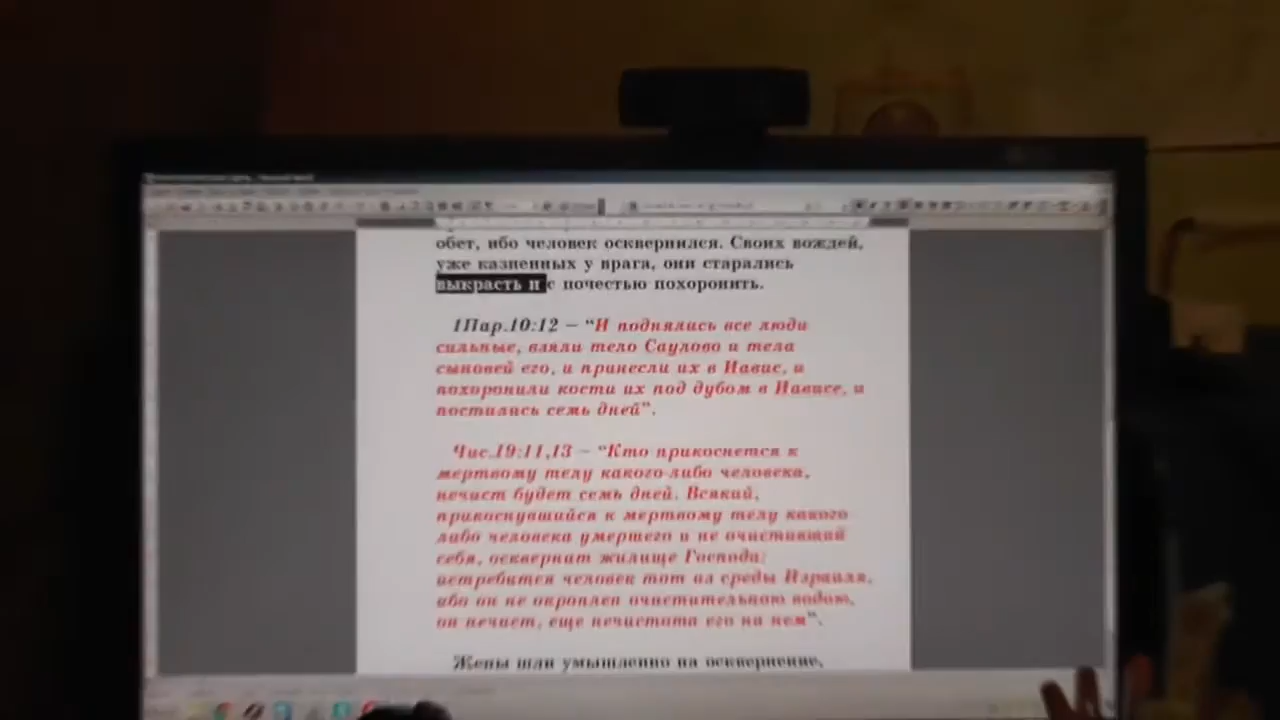 обет, ибо человек осквернился. Своих вождей,
уже казненных у врага, они старались
выкрасть и с почестью похоронить.
1Пар.10:12 – “И поднялись все люди
сильные, взяли тело Саулово и тела
сыновей его, и принесли их в Иавис, и
похоронили кости их под дубом в Иависе, и
постились семь дней”.
Чис.19:11,13 – “Кто прикоснется к
мертвому телу какого-либо человека,
нечист будет семь дней. Всякий,
прикоснувшийся к мертвому телу какого
либо человека умершего и не очистивший
себя, осквернит жилище Господа;
истребится человек тот из среды Израиля,
ибо он не окроплен очистительною водою,
он нечист, еще нечистота его на нем”.
Жены шли умышленно на осквернение,